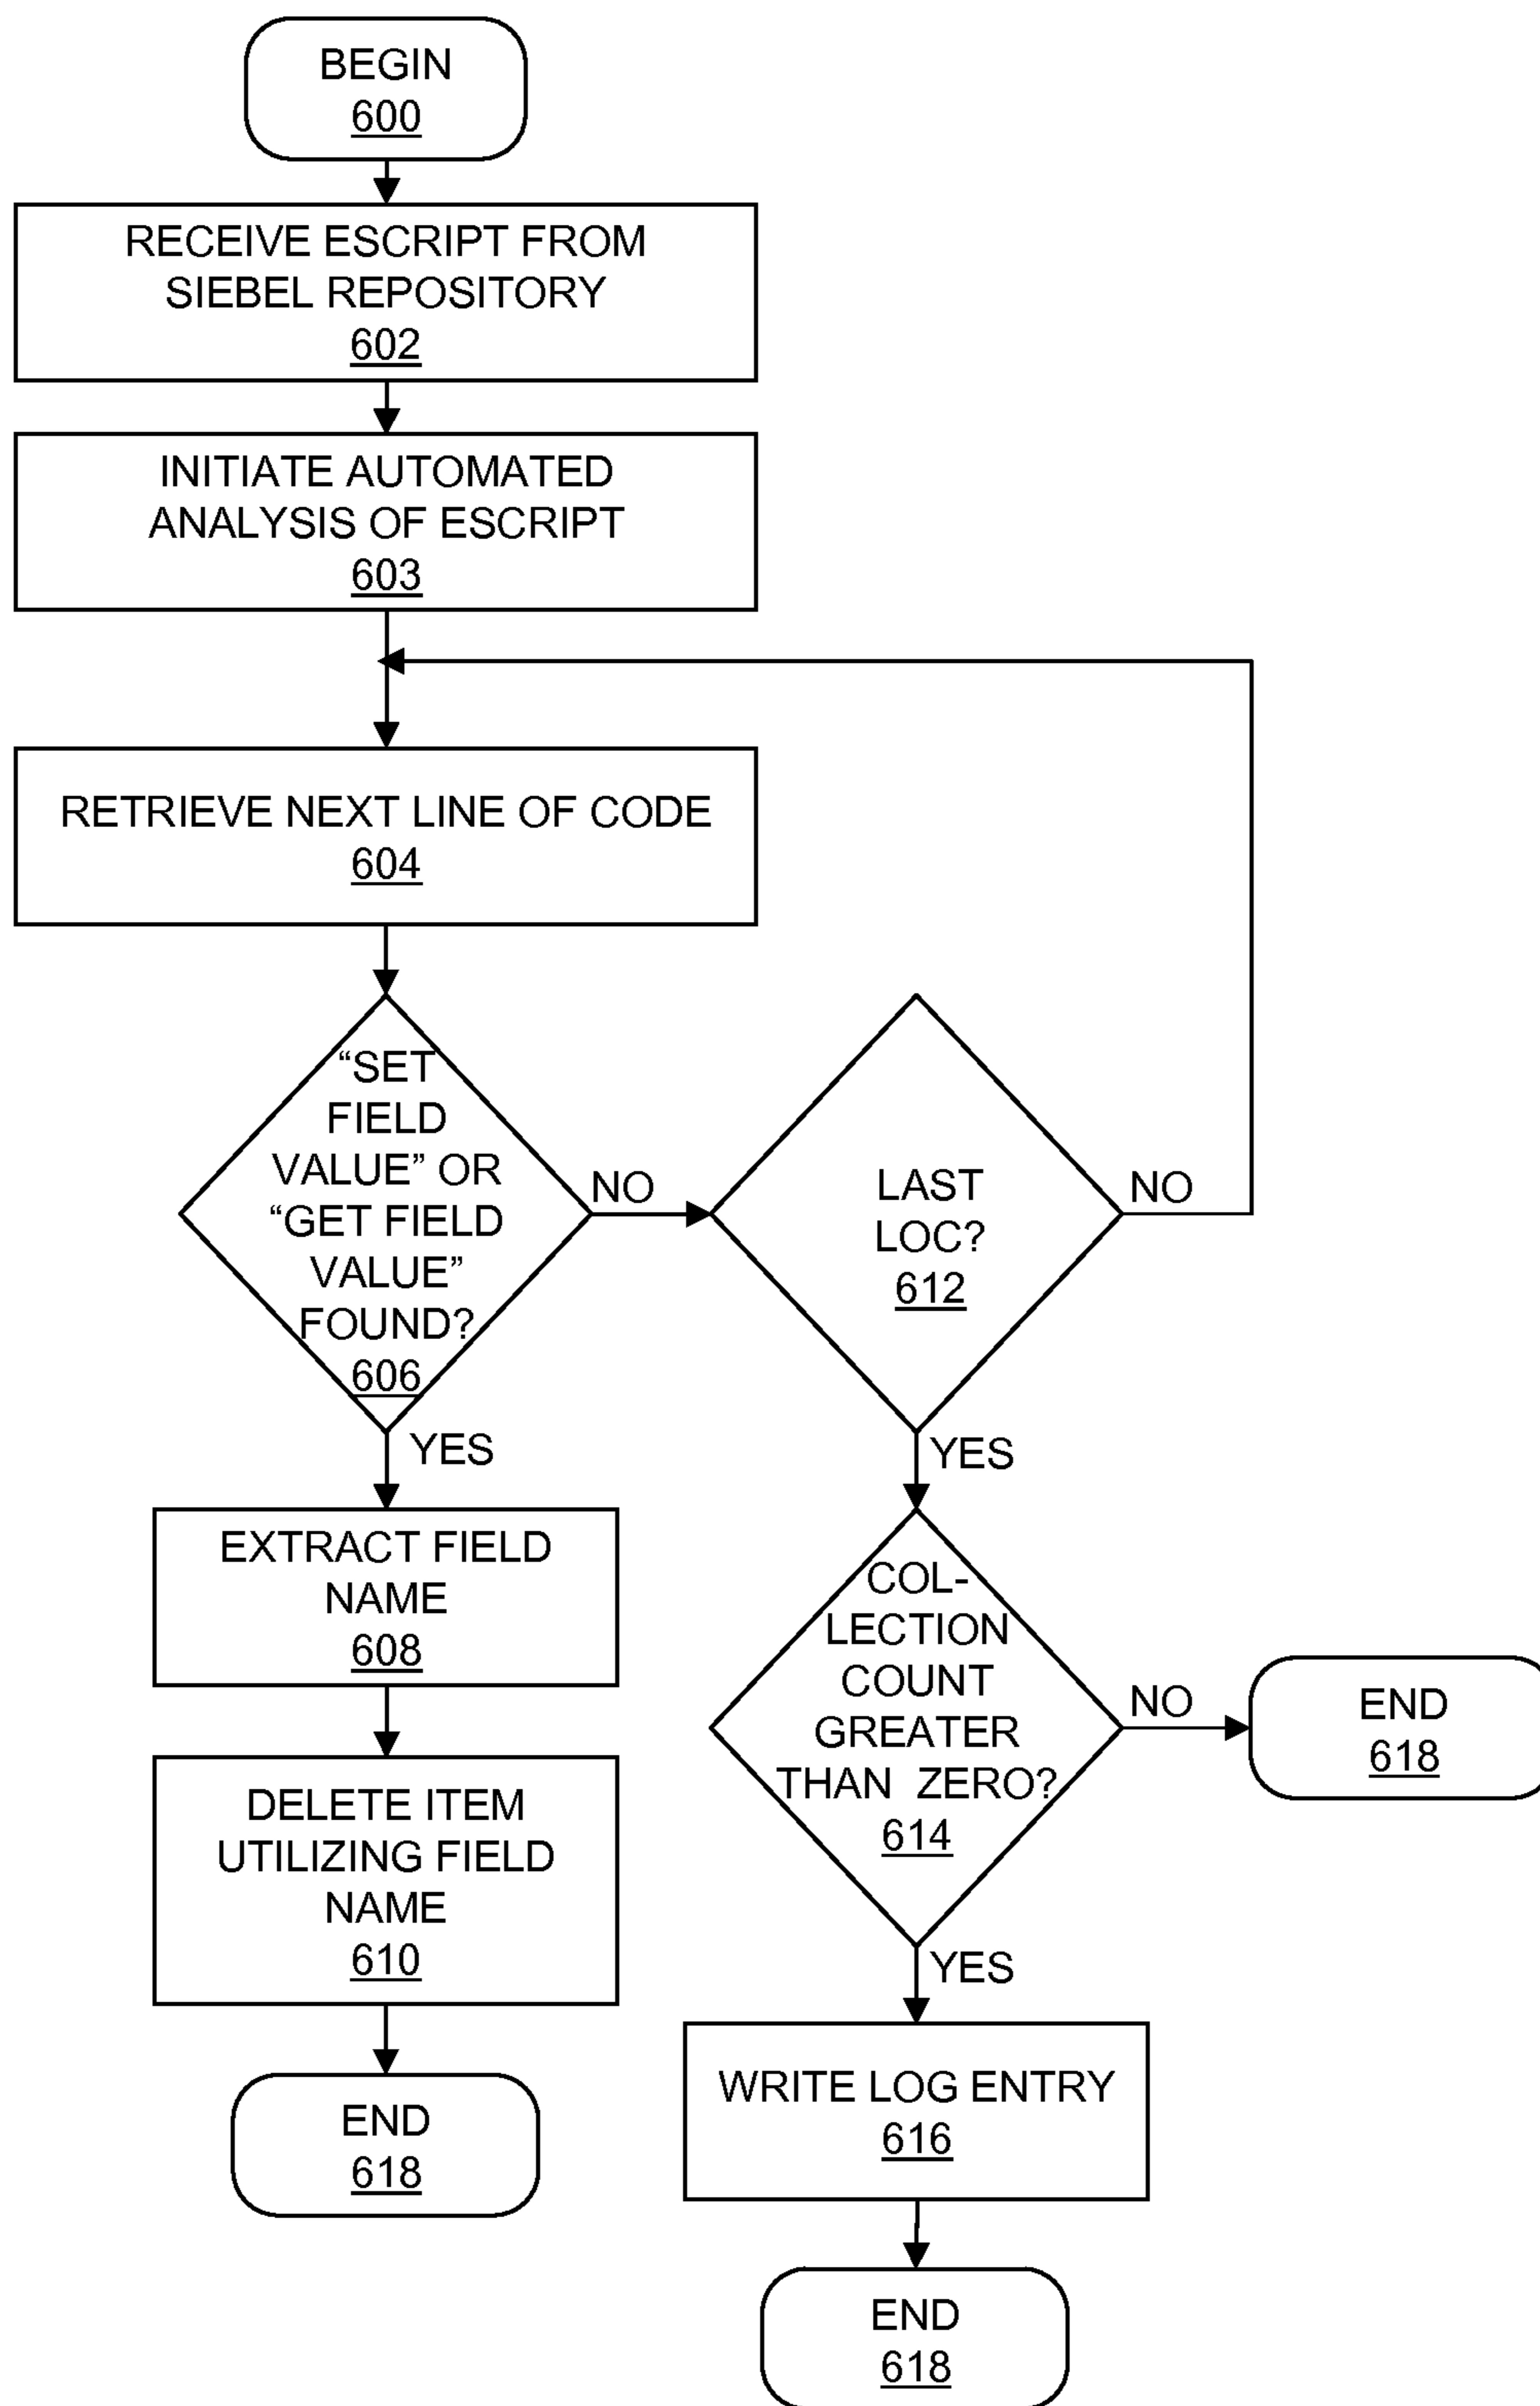 BEGIN
600
RECEIVE ESCRIPT FROM
SIEBEL REPOSITORY
602
INITIATE AUTOMATED
ANALYSIS OF ESCRIPT
603
RETRIEVE NEXT LINE OF CODE
604
“SET
FIELD
VALUE” OR
“GET FIELD
VALUE”
FOUND?
606
NO
LAST
LOC?
612
NO
YES
YES
EXTRACT FIELD
NAME
608
COL-
LECTION
COUNT
GREATER
THAN ZERO?
614
NO
END
618
DELETE ITEM
UTILIZING FIELD
NAME
610
YES
END
618
WRITE LOG ENTRY
616
END
618